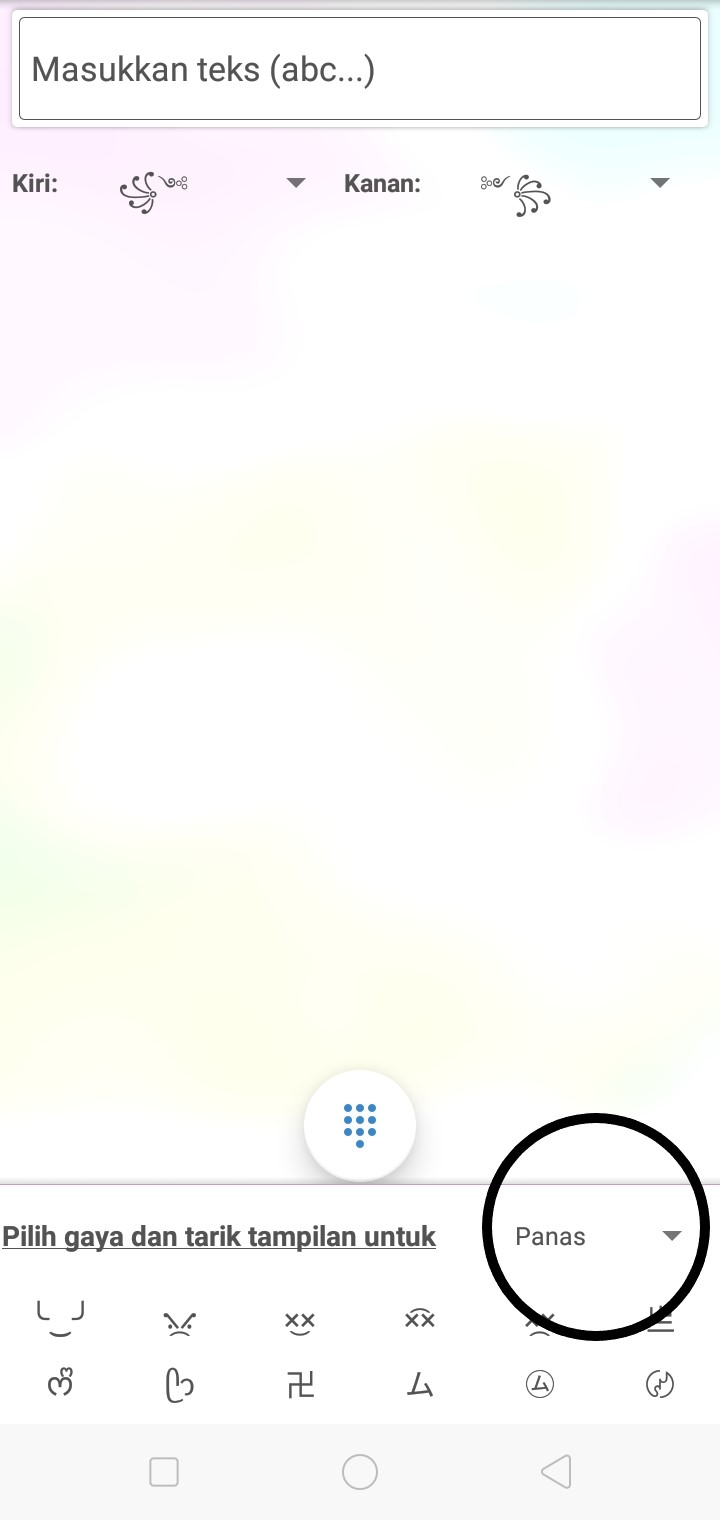 Masukkan teks (abc...)
Kiri:
Kanan:
Pilih gaya dan tarik tampilan untuk
Panas
卍 ム